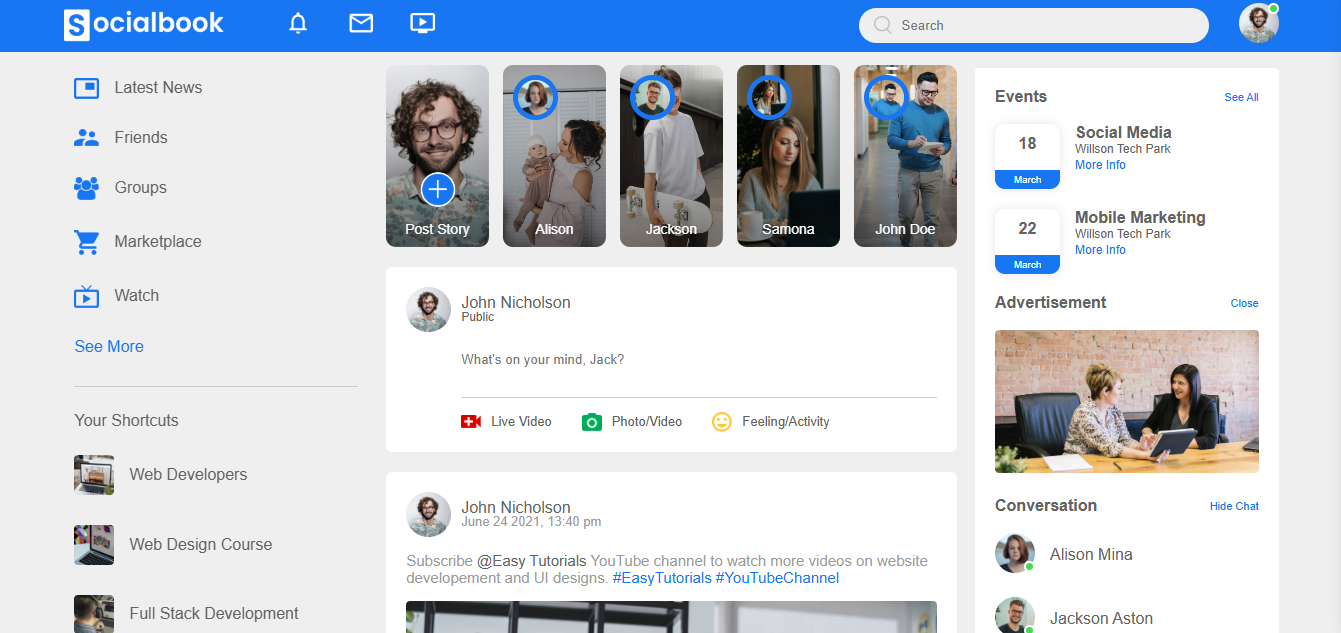 Socialbook
Search
Latest News
Friends
Groups
Marketplace
Watch
See More
Your Shortcuts
Web Developers
Web Design Course
Full Stack Development
Post Story
Alison
Jackson
Samona
John Doe
John Nicholson
Public
What's on your mind, Jack?
Live Video
Photo/Video
Feeling/Activity
John Nicholson
June 24 2021, 13:40 pm
Subscribe @Easy Tutorials YouTube channel to watch more videos on website
developement and UI designs. #EasyTutorials #YouTubeChannel
Events
See All
18
March
Social Media
Willson Tech Park
More Info
22
March
Mobile Marketing
Willson Tech Park
More Info
Advertisement
Close
Conversation
Hide Chat
Alison Mina
Jackson Aston